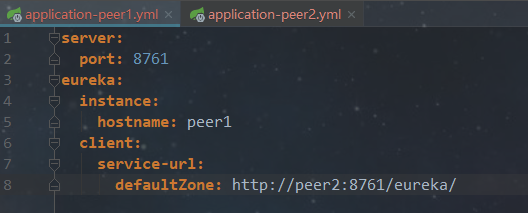 application-peer1.yml × application-peer2.yml ×
1 server:
2   port: 8761
3 eureka:
4   instance:
5     hostname: peer1
6   client:
7     service-url:
8       defaultZone: http://peer2:8761/eureka/